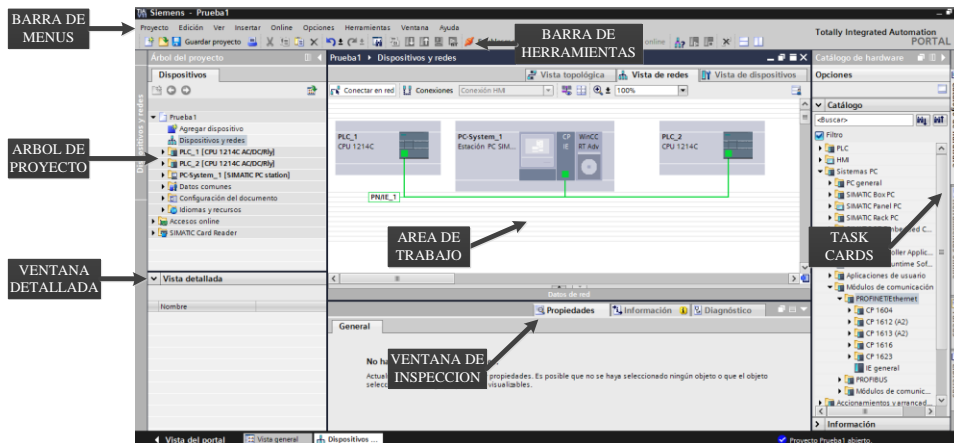 BARRA DE MENUS
Siemens - Prueba1
Proyecto Edición Ver Insertar Online Opciones Herramientas Ventana Ayuda
Totally Integrated Automation
PORTAL
Guardar proyecto
BARRA DE HERRAMIENTAS
online
Árbol del proyecto
Prueba1 Dispositivos y redes
Catálogo de hardware
Dispositivos
Vista topológica
Vista de redes
Vista de dispositivos
Opciones
Conectar en red
Conexiones
Conexión HMI
100%
Dispositivos y redes
Prueba1
Agregar dispositivo
Dispositivos y redes
PLC_1 [CPU 1214C AC/DC/Rly]
PLC_2 [CPU 1214C AC/DC/Rly]
PC-System_1 [SIMATIC PC station]
Datos comunes
Configuración del documento
Idiomas y recursos
Accesos online
SIMATIC Card Reader
ARBOL DE PROYECTO
PLC_1
CPU 1214C
PC-System_1
Estación PC SIM...
CP IE
WinCC RT Adv
PLC_2
CPU 1214C
PN/IE_1
AREA DE TRABAJO
Catálogo
<Buscar>
Filtro
PLC
HMI
Sistemas PC
PC general
SIMATIC Box PC
SIMATIC Panel PC
SIMATIC Rack PC
TASK CARDS
Aplicaciones de usuario
Módulos de comunicación
PROFINET/Ethernet
CP 1604
CP 1612 (A2)
CP 1613 (A2)
CP 1616
CP 1623
IE general
PROFIBUS
Módulos de comunic...
Accionamientos y arrancad...
Información
VENTANA DETALLADA
Vista detallada
Nombre
Datos de red
Propiedades
Información
Diagnóstico
General
VENTANA DE INSPECCION
No ha
propiedades. Es posible que no se haya seleccionado ningún objeto o que el objeto
visualizables.
Vista del portal
Vista general
Dispositivos ...
Proyecto Prueba1 abierto.